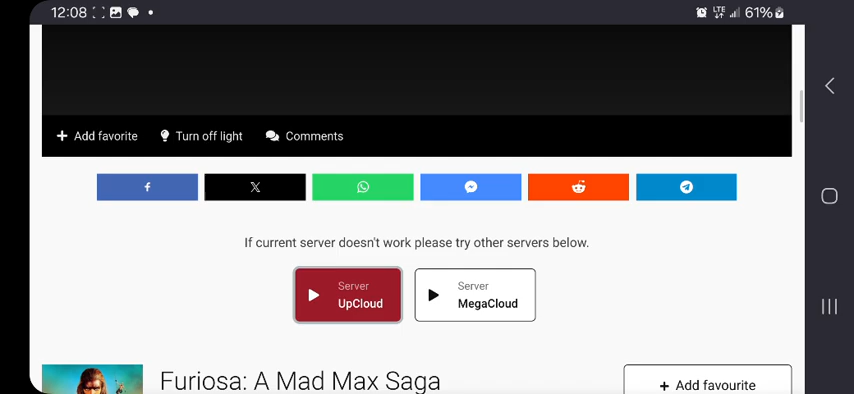 12:08
LTE
61%
Add favorite Turn off light Comments
If current server doesn't work please try other servers below.
Server Server
UpCloud MegaCloud
Furiosa: A Mad Max Saga
Add favourite